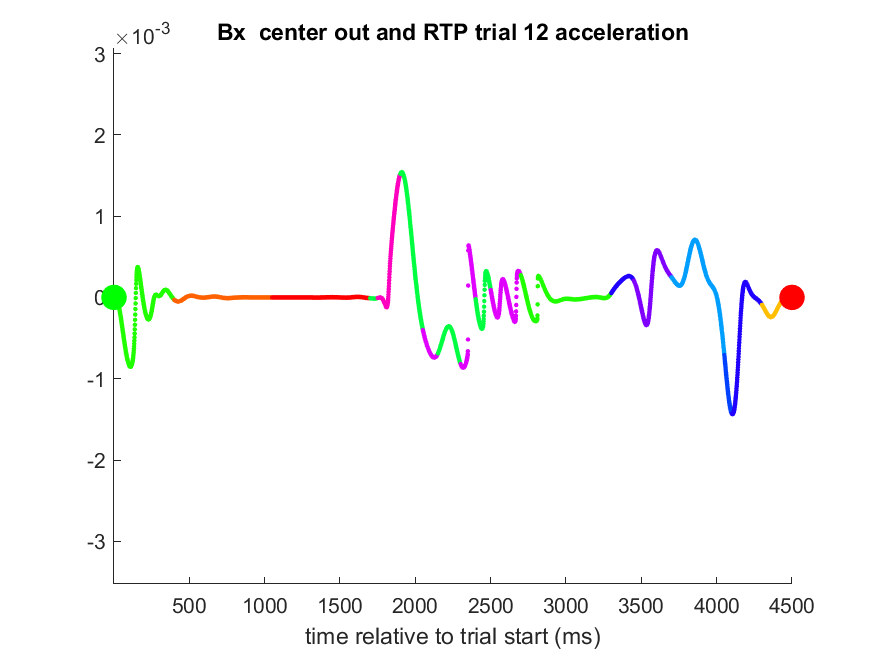 Bx  center out and RTP trial 12 acceleration
×10-3
3
2
1
0
-1
-2
-3
500 1000 1500 2000 2500 3000 3500 4000 4500
time relative to trial start (ms)